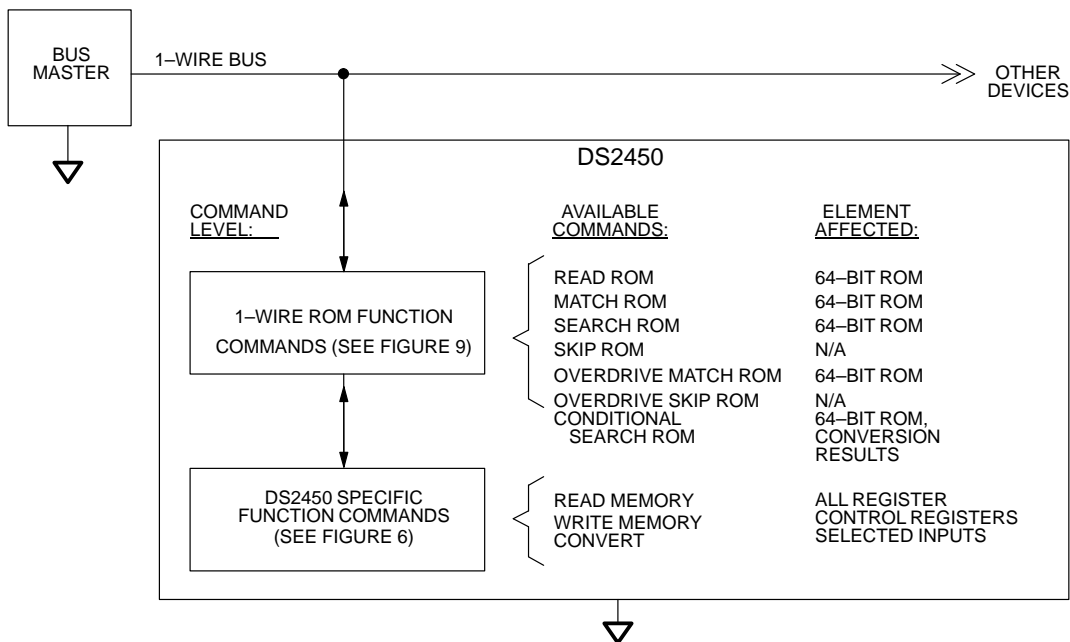 BUS
MASTER
1–WIRE BUS
OTHER
DEVICES
DS2450
COMMAND
LEVEL:
AVAILABLE
COMMANDS:
ELEMENT
AFFECTED:
1–WIRE ROM FUNCTION
COMMANDS (SEE FIGURE 9)
READ ROM 64–BIT ROM
MATCH ROM 64–BIT ROM
SEARCH ROM 64–BIT ROM
SKIP ROM N/A
OVERDRIVE MATCH ROM 64–BIT ROM
OVERDRIVE SKIP ROM N/A
CONDITIONAL 64–BIT ROM,
SEARCH ROM CONVERSION
RESULTS
DS2450 SPECIFIC
FUNCTION COMMANDS
(SEE FIGURE 6)
READ MEMORY ALL REGISTER
WRITE MEMORY CONTROL REGISTERS
CONVERT SELECTED INPUTS